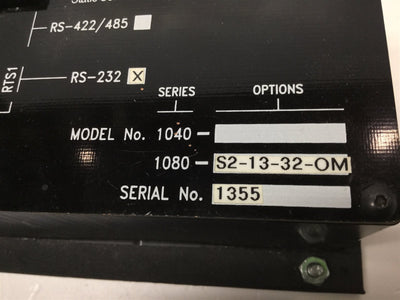 RS-422/485
RTS1
RS-232 X
SERIES OPTIONS
MODEL No. 1040-
1080- S2-13-32-OM
SERIAL No. 1355